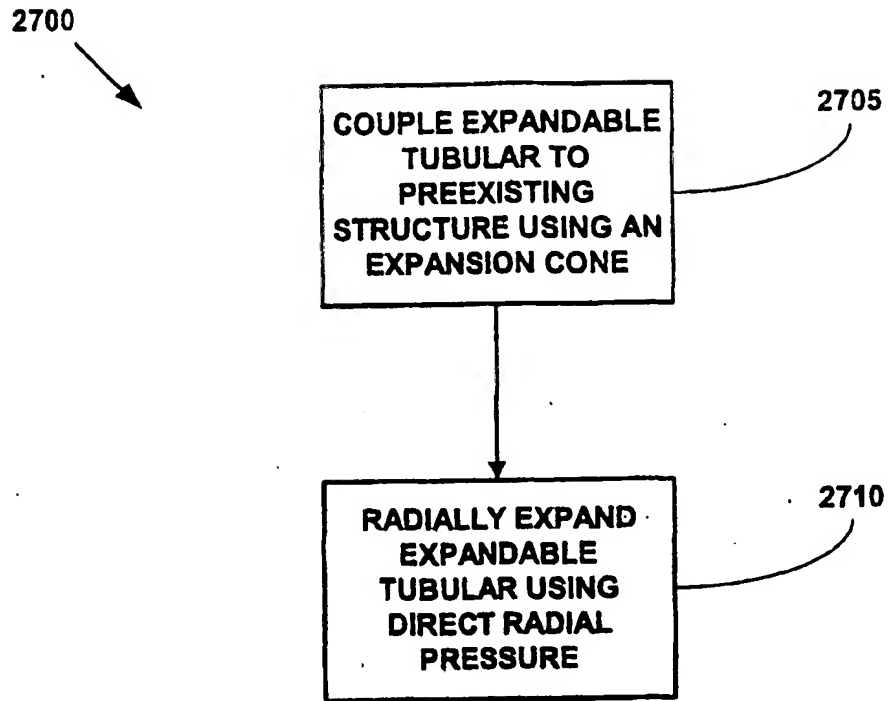 2700
2705
COUPLE EXPANDABLE
TUBULAR TO
PREEXISTING
STRUCTURE USING AN
EXPANSION CONE
2710
RADIALLY EXPAND
EXPANDABLE
TUBULAR USING
DIRECT RADIAL
PRESSURE